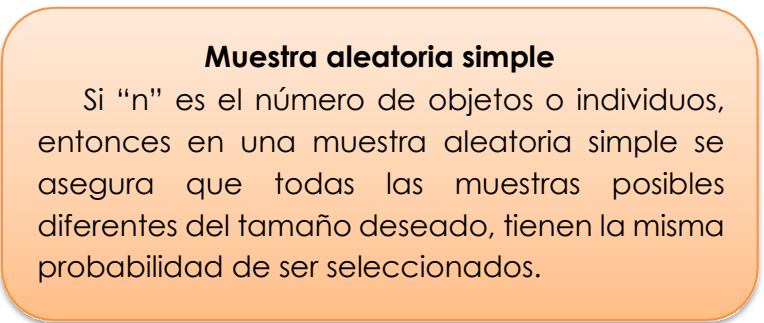 Muestra aleatoria simple
Si “n” es el número de objetos o individuos,
entonces en una muestra aleatoria simple se
asegura que todas las muestras posibles
diferentes del tamaño deseado, tienen la misma
probabilidad de ser seleccionados.